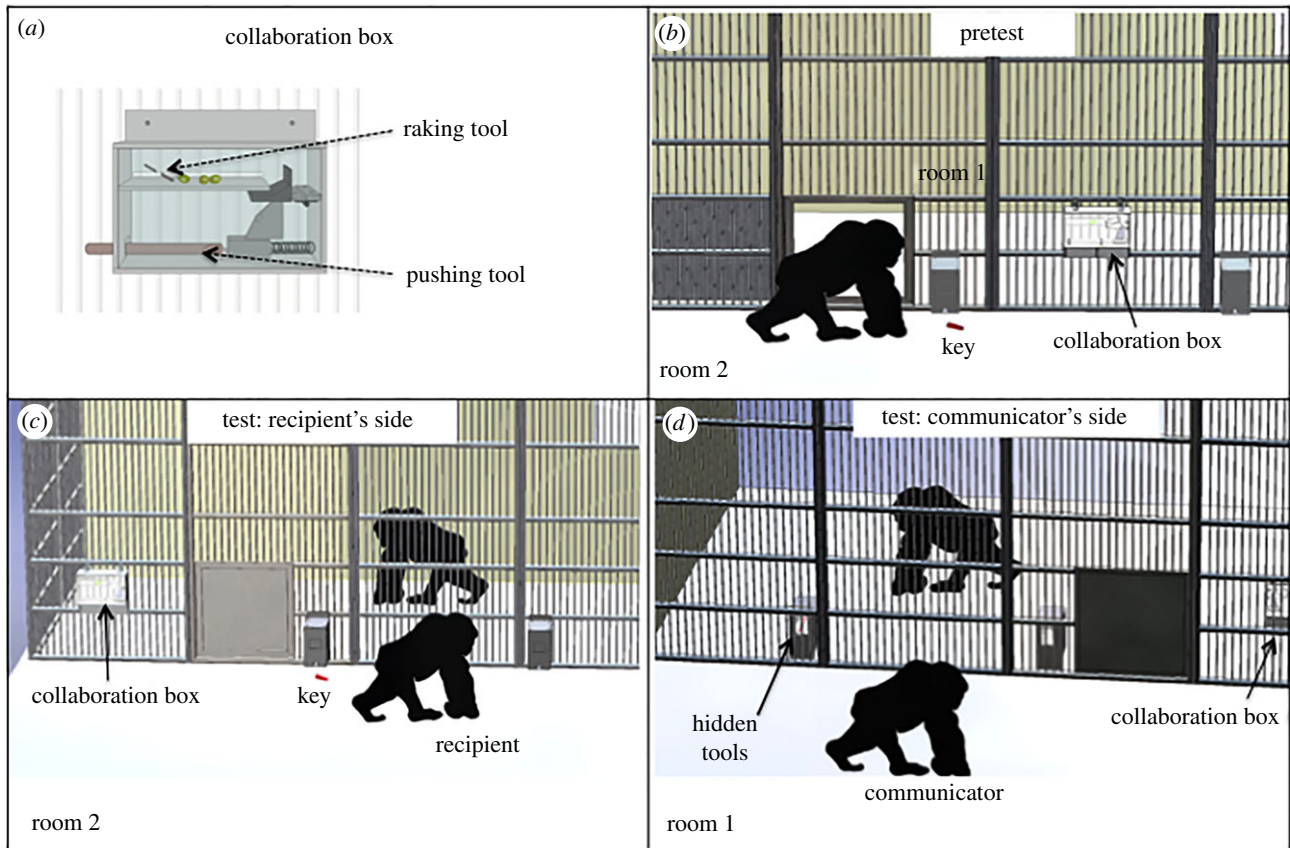 (a)
collaboration box
raking tool
pushing tool
(b)
pretest
room 1
key
collaboration box
room 2
(c)
test: recipient's side
collaboration box
key
recipient
room 2
(d)
test: communicator's side
hidden
tools
collaboration box
communicator
room 1